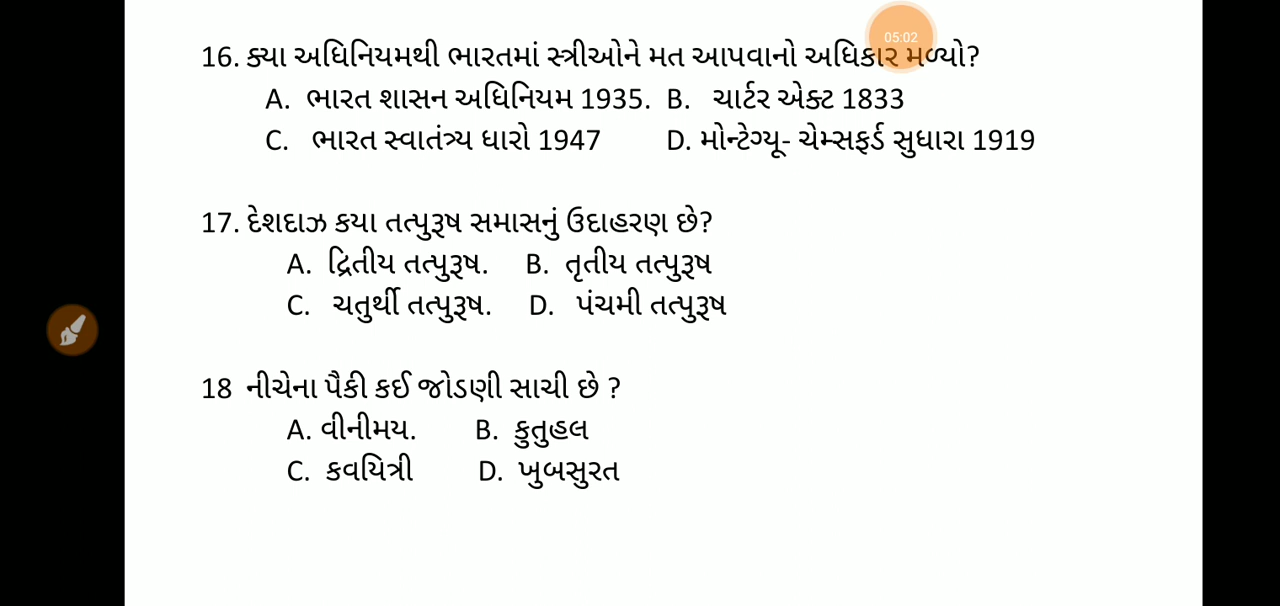 05:02
16. ક્યા અધિનિયમથી ભારતમાં સ્ત્રીઓને મત આપવાનો અધિકાર મળ્યો?
A. ભારત શાસન અધિનિયમ 1935. B. ચાર્ટર એક્ટ 1833
C. ભારત સ્વાતંત્ર્ય ધારો 1947 D. મોન્ટેગ્યૂ- ચેમ્સફર્ડ સુધારા 1919
17. દેશદાઝ કયા તત્પુરૂષ સમાસનું ઉદાહરણ છે?
A. દ્રિતીય તત્પુરૂષ. B. તૃતીય તત્પુરૂષ
C. ચતુર્થી તત્પુરૂષ. D. પંચમી તત્પુરૂષ
18 નીચેના પૈકી કઈ જોડણી સાચી છે ?
A. વીનીમય. B. કુતુહલ
C. કવયિત્રી D. ખુબસુરત